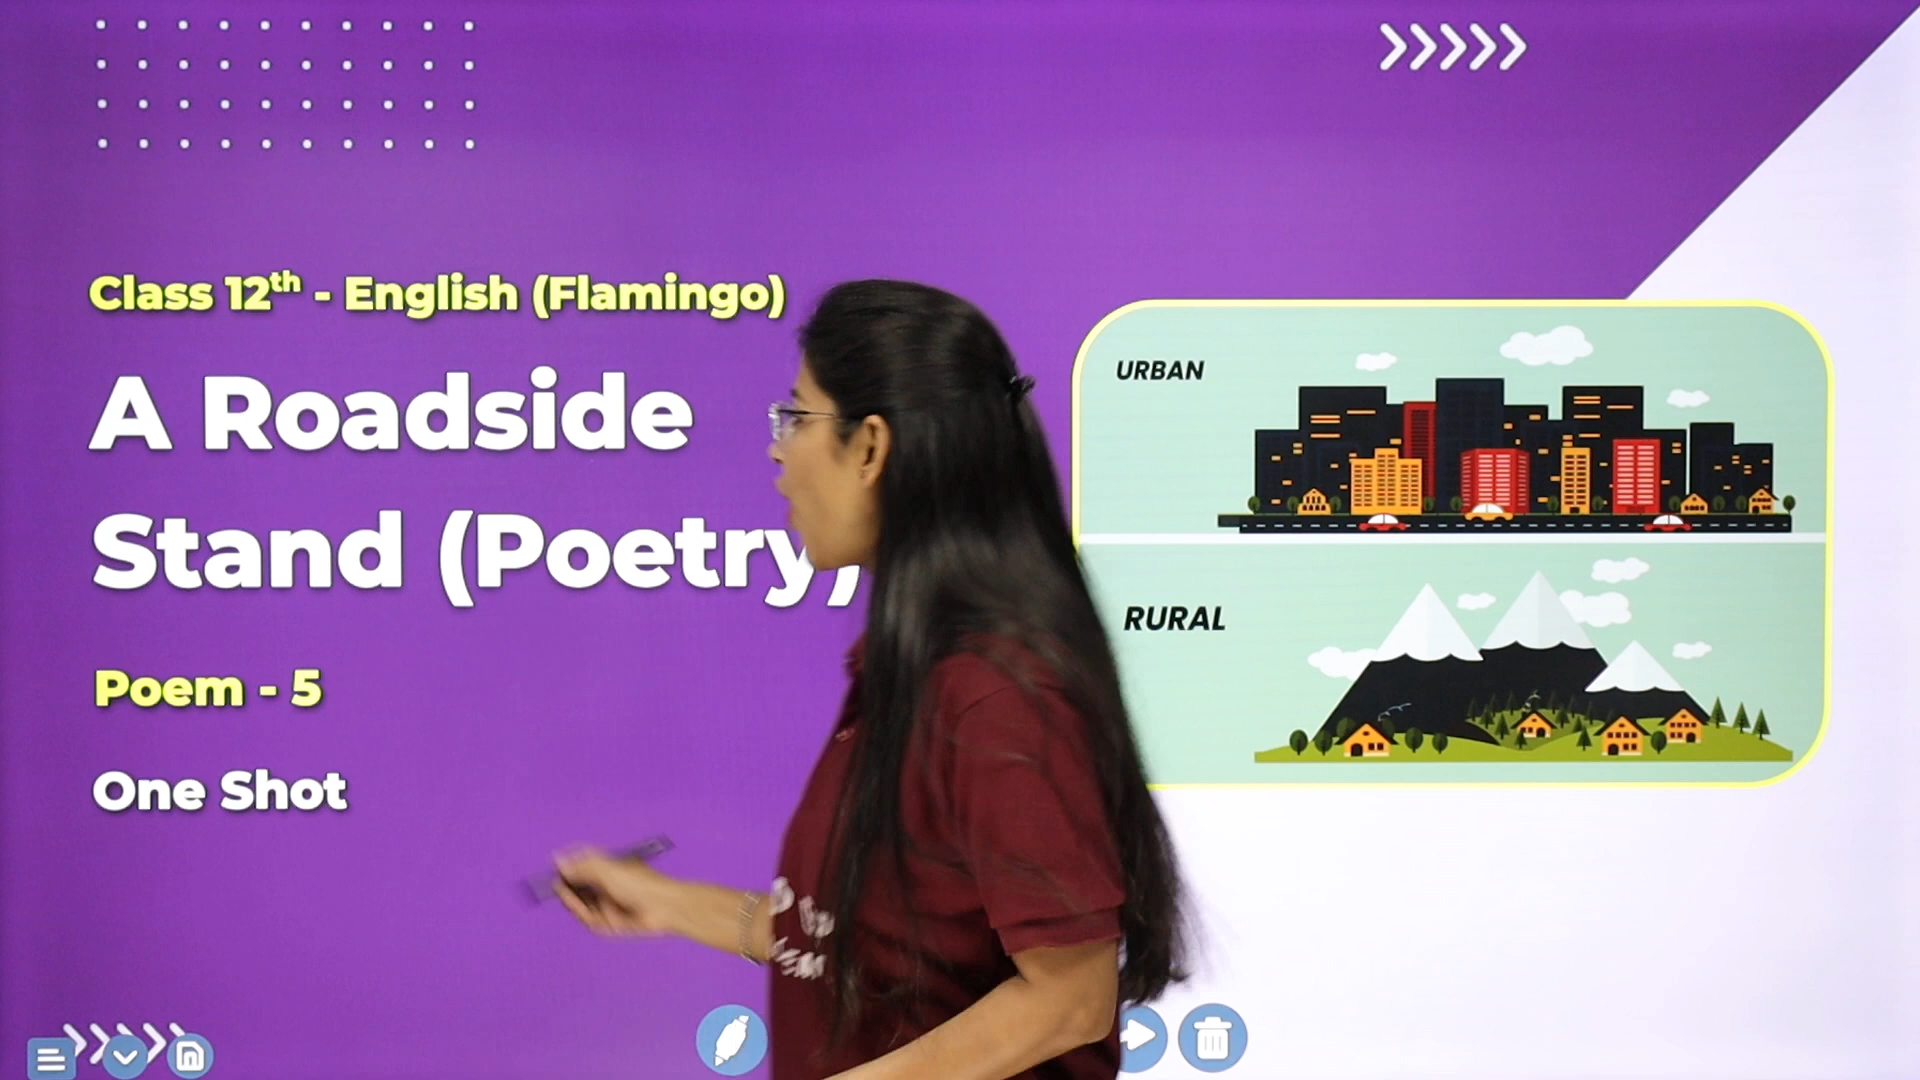 Class 12th - English (Flamingo)
A Roadside
Stand (Poetry)
Poem - 5
One Shot
URBAN
RURAL